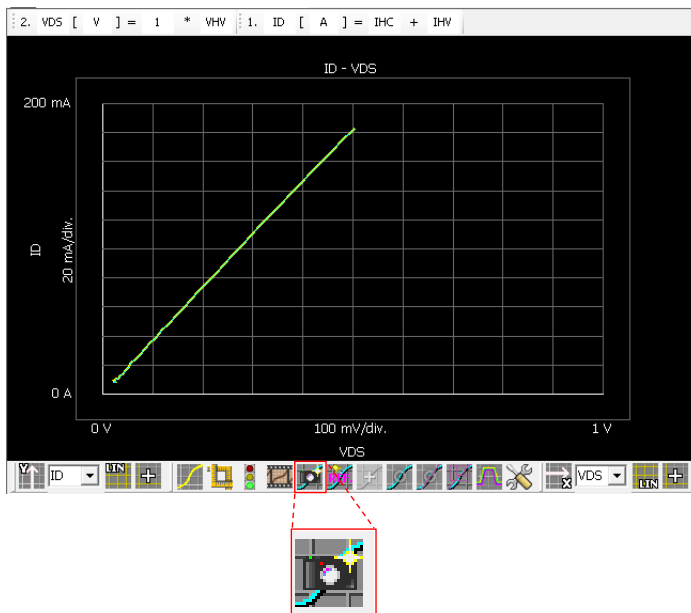 2. VDS [ V ] = 1 * VHV 1. ID [ A ] = IHC + IHV
ID - VDS
200 mA
ID
20 mA/div.
0 A
0 V
100 mV/div.
1 V
VDS
Y
ID
LIN
X
VDS
LIN